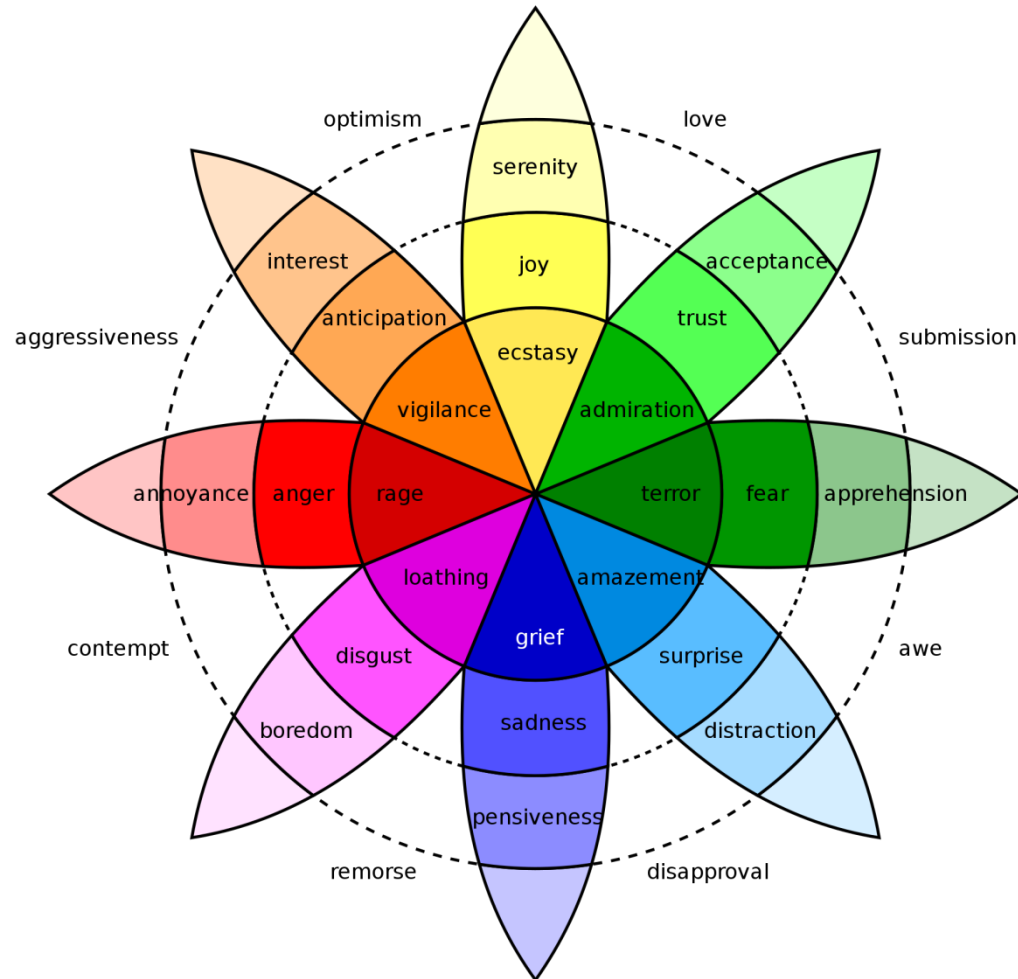 optimism
love
serenity
interest
joy
acceptance
anticipation
trust
aggressiveness
submission
ecstasy
vigilance
admiration
annoyance
anger
rage
terror
fear
apprehension
loathing
amazement
grief
contempt
disgust
surprise
awe
sadness
boredom
distraction
pensiveness
remorse
disapproval